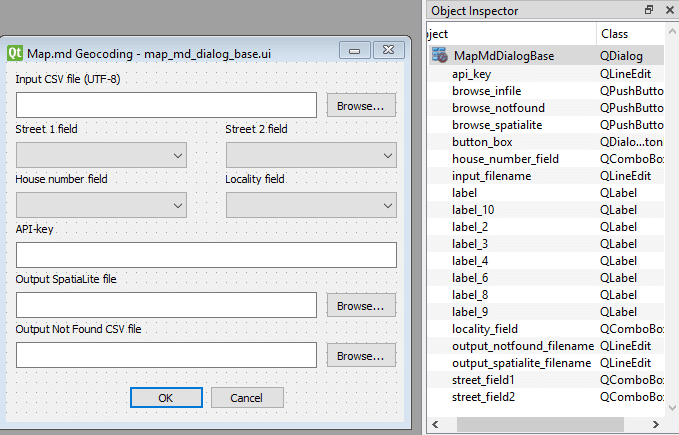 Object Inspector
Qt Map.md Geocoding - map_md_dialog_base.ui
Input CSV file (UTF-8)
Browse...
Street 1 field Street 2 field
House number field Locality field
API-key
Output SpatiaLite file
Browse...
Output Not Found CSV file
Browse...
OK Cancel
ject Class
MapMdDialogBase QDialog
api_key QLineEdit
browse_infile QPushButto
browse_notfound QPushButto
browse_spatialite QPushButto
button_box QDialo...ton
house_number_field QComboBo
input_filename QLineEdit
label QLabel
label_10 QLabel
label_2 QLabel
label_3 QLabel
label_4 QLabel
label_6 QLabel
label_8 QLabel
label_9 QLabel
locality_field QComboBo
output_notfound_filename QLineEdit
output_spatialite_filename QLineEdit
street_field1 QComboBo
street_field2 QComboBo